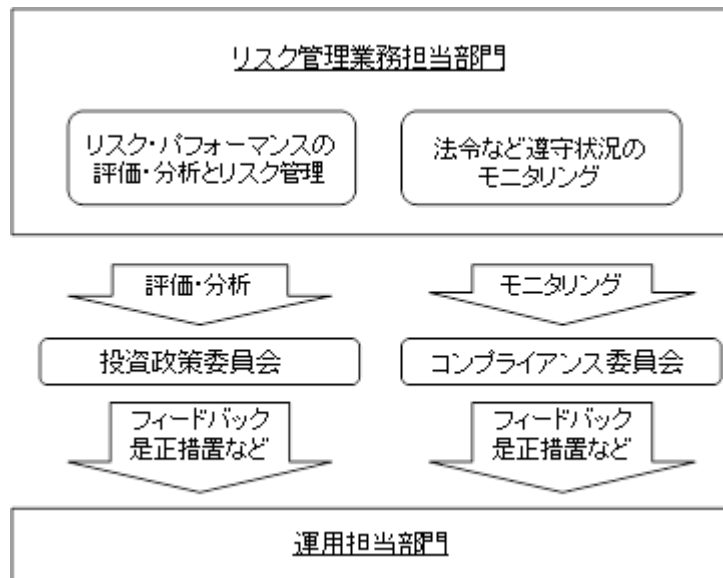 リスク管理業務担当部門
リスク・パフォーマンスの
評価・分析とリスク管理
法令など遵守状況の
モニタリング
評価・分析
モニタリング
投資政策委員会
コンプライアンス委員会
フィードバック
是正措置など
フィードバック
是正措置など
運用担当部門